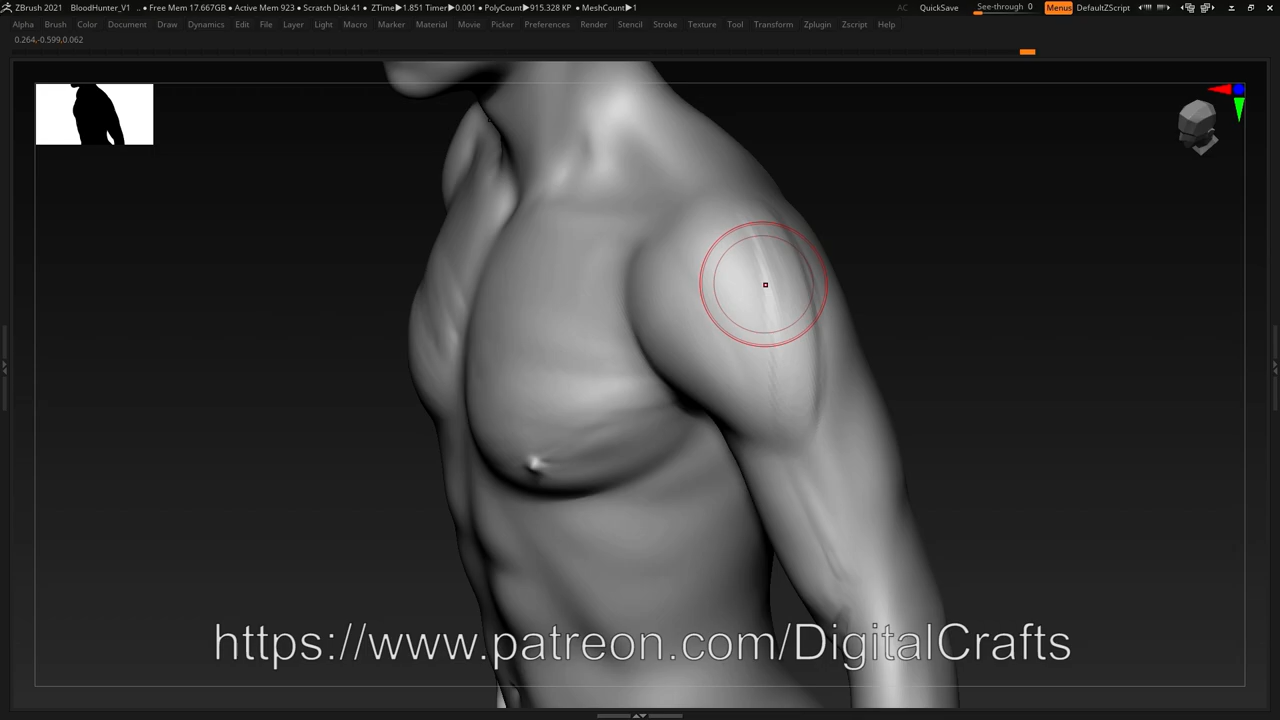 ZBrush 2021 BloodHunter_V1 .. ● Free Mem 17.667GB ● Active Mem 923 ● Scratch Disk 41 ● ZTime▶1.851 Timer▶0.001 ● PolyCount▶915.328 KP ● MeshCount▶1 AC QuickSave See-through 0 Menus DefaultZScript
Alpha Brush Color Document Draw Dynamics Edit File Layer Light Macro Marker Material Movie Picker Preferences Render Stencil Stroke Texture Tool Transform Zplugin Zscript Help
0.264,-0.599,0.062
https://www.patreon.com/DigitalCrafts